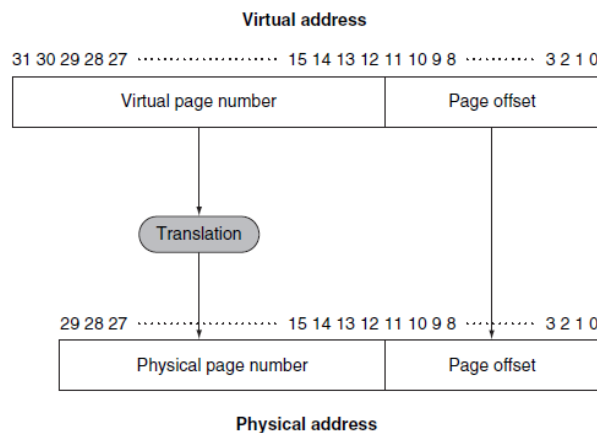 Virtual address
31 30 29 28 27 ···················· 15 14 13 12 11 10 9 8 ········· 3 2 1 0
Virtual page number Page offset
Translation
29 28 27 ···················· 15 14 13 12 11 10 9 8 ········· 3 2 1 0
Physical page number Page offset
Physical address